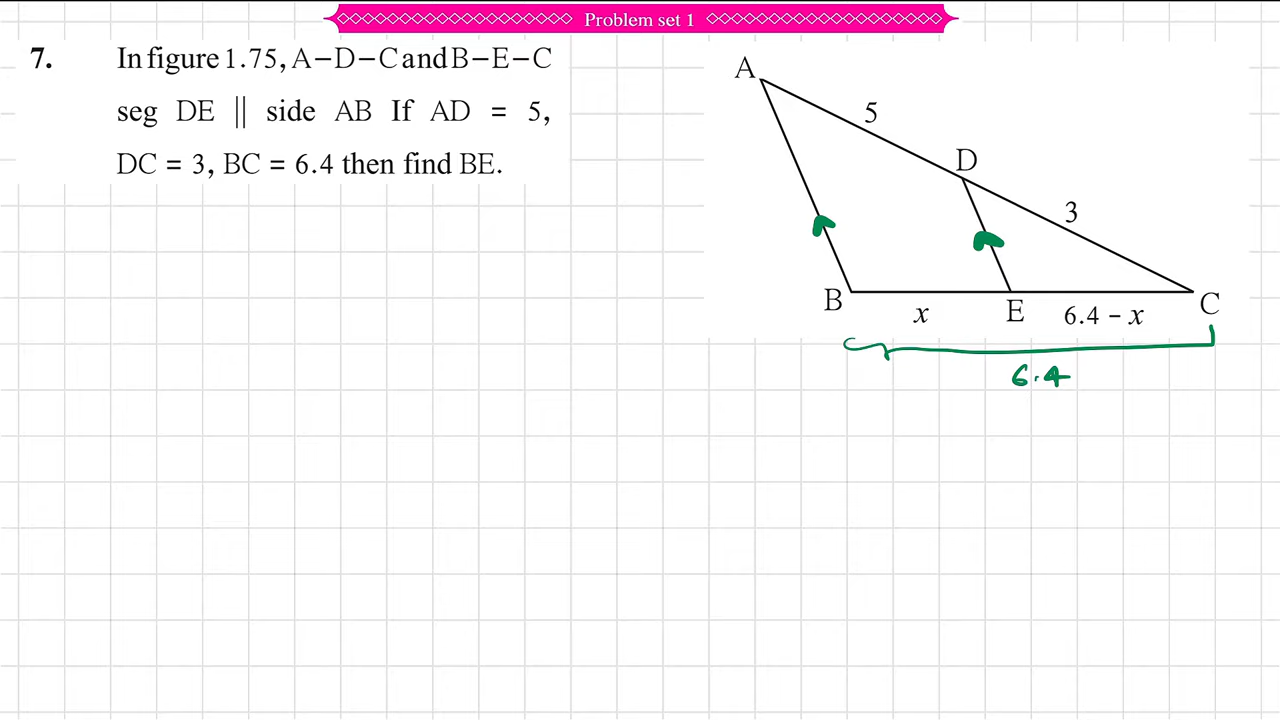 Problem set 1
7. In figure 1.75, A–D–C and B–E–C
seg DE || side AB If AD = 5,
DC = 3, BC = 6.4 then find BE.
A
5
D
3
B
x
E
6.4 – x
C
6.4